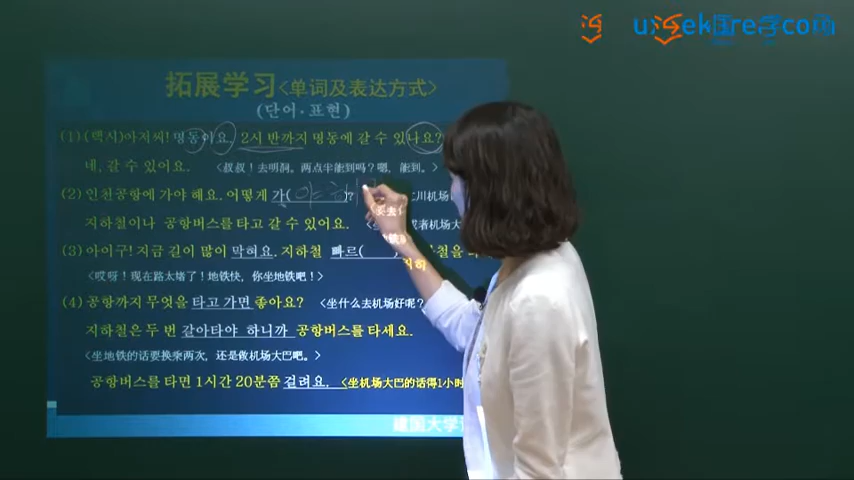 拓展学习<单词及表达方式>
(단어·표현)
(1) (택시)아저씨! 명동이요. 2시 반까지 명동에 갈 수 있나요?
네, 갈 수 있어요. <叔叔！去明洞。两点半能到吗？嗯，能到。>
(2) 인천공항에 가야 해요. 어떻게 가( )?
지하철이나 공항버스를 타고 갈 수 있어요. 或者机场大
(3) 아이구! 지금 길이 많이 막혀요. 지하철 빠르( )
<哎呀！现在路太堵了！地铁快，你坐地铁吧！>
(4) 공항까지 무엇을 타고 가면 좋아요? <坐什么去机场好呢？
지하철은 두 번 갈아타야 하니까 공항버스를 타세요.
<坐地铁的话要换乘两次，还是做机场大巴吧。>
공항버스를 타면 1시간 20분쯤 걸려요. <坐机场大巴的话得1小时
建国大学